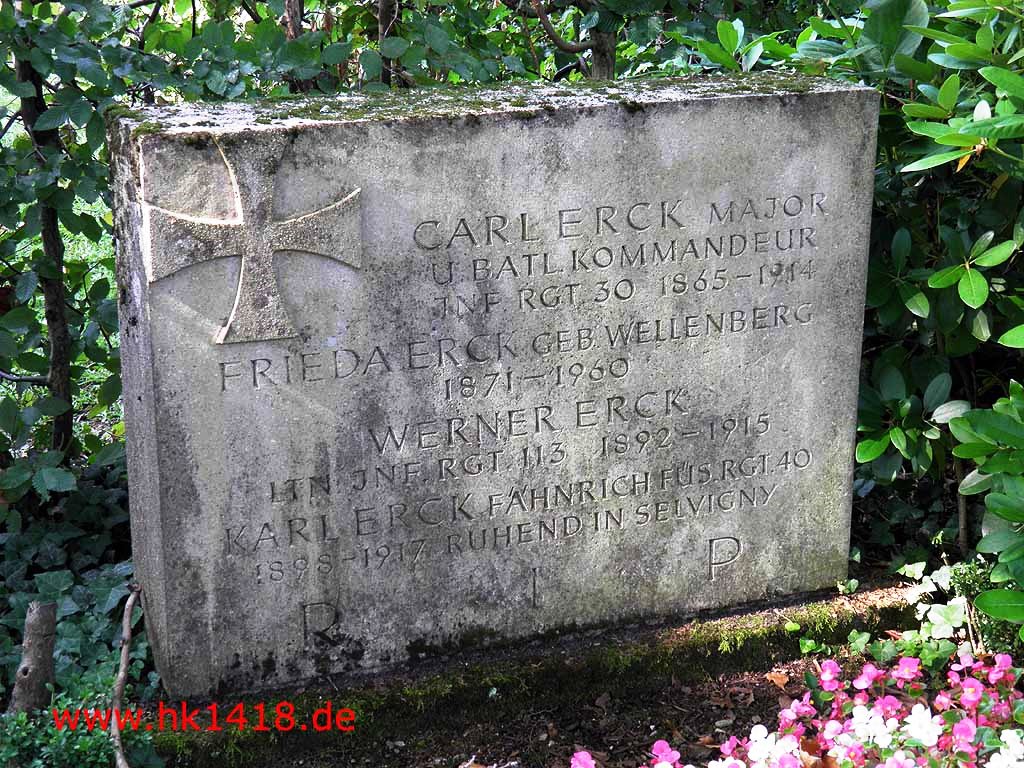 CARL ERCK MAJOR
U. BATL. KOMMANDEUR
JNF. RGT. 30 1865-1914
FRIEDA ERCK GEB. WELLENBERG
1871-1960
WERNER ERCK
LTN. JNF. RGT. 113 1892-1915
KARL ERCK FÄHNRICH FÜS. RGT. 40
1898-1917 RUHEND IN SELVIGNY
R I P
www.hk1418.de